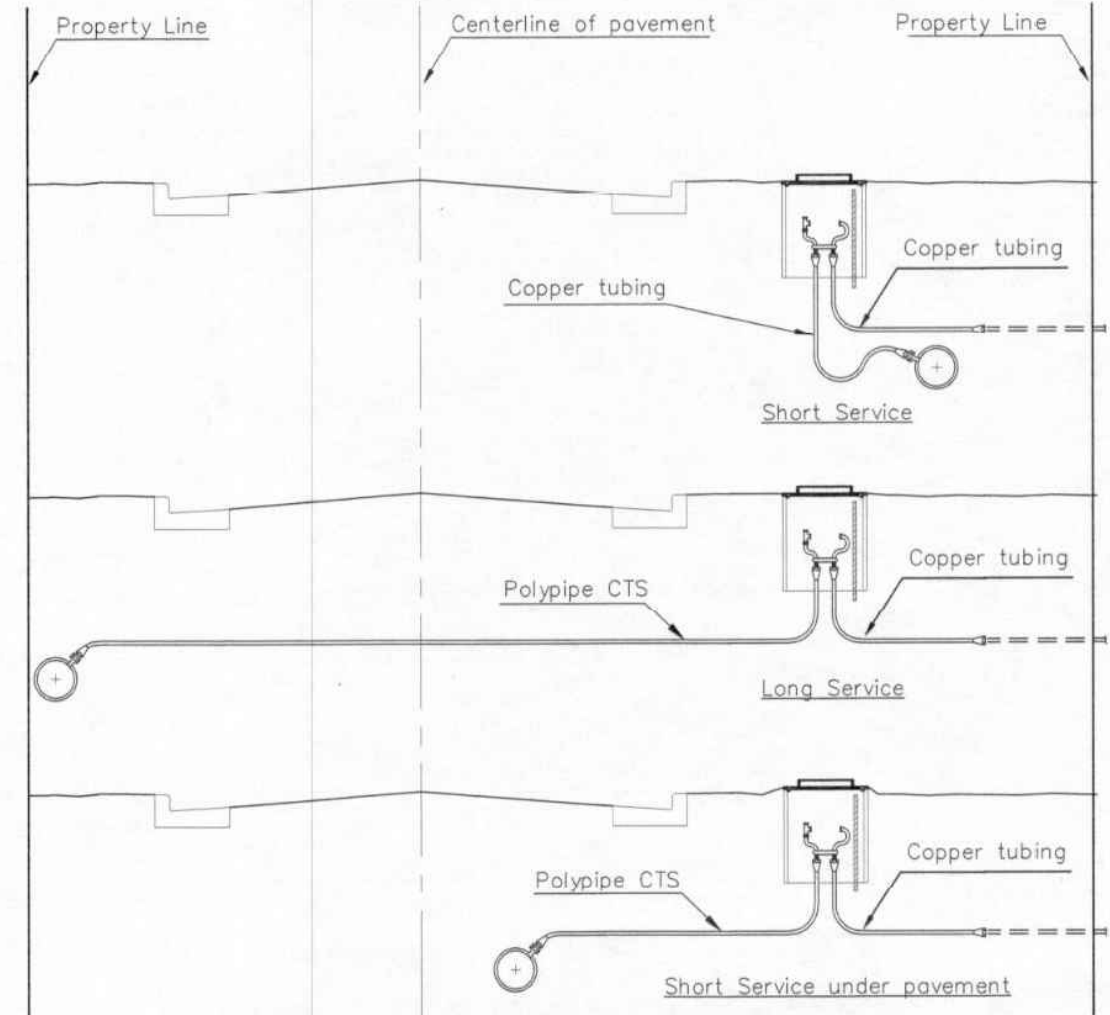 Property Line
Centerline of pavement
Property Line
Copper tubing
Copper tubing
Short Service
Copper tubing
Polypipe CTS
Long Service
Copper tubing
Polypipe CTS
Short Service under pavement